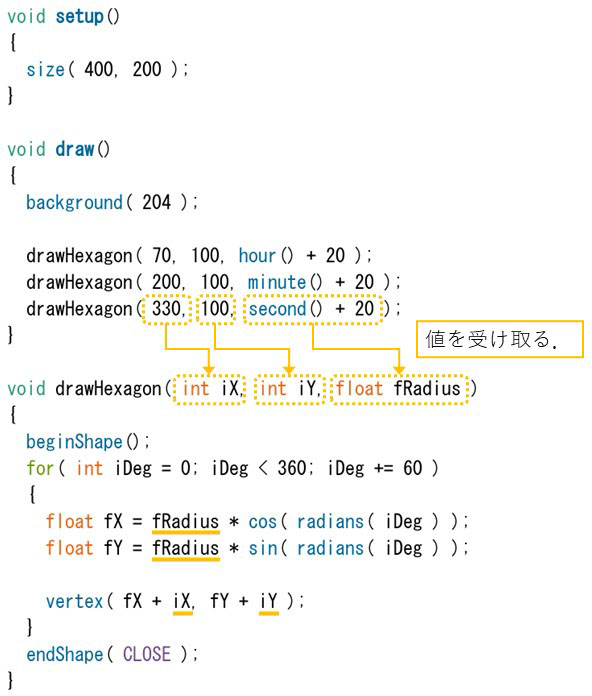 void setup()
{
  size( 400, 200 );
}

void draw()
{
  background( 204 );

  drawHexagon( 70, 100, hour() + 20 );
  drawHexagon( 200, 100, minute() + 20 );
  drawHexagon( 330, 100, second() + 20 );
}
値を受け取る.
void drawHexagon( int iX, int iY, float fRadius )
{
  beginShape();
  for( int iDeg = 0; iDeg < 360; iDeg += 60 )
  {
    float fX = fRadius * cos( radians( iDeg ) );
    float fY = fRadius * sin( radians( iDeg ) );

    vertex( fX + iX, fY + iY );
  }
  endShape( CLOSE );
}